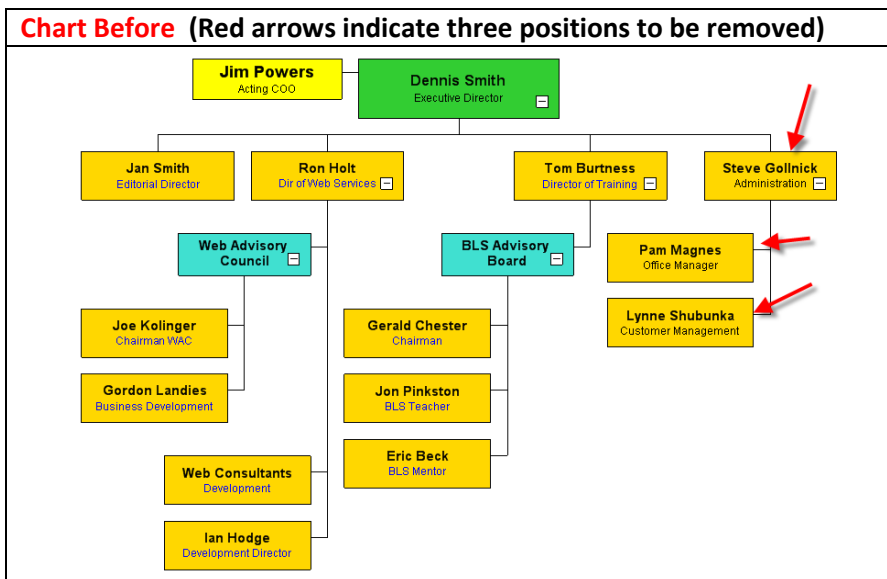 Chart Before (Red arrows indicate three positions to be removed)
Jim Powers
Acting COO
Dennis Smith
Executive Director
Jan Smith
Editorial Director
Ron Holt
Dir of Web Services
Tom Burtness
Director of Training
Steve Gollnick
Administration
Web Advisory
Council
BLS Advisory
Board
Pam Magnes
Office Manager
Lynne Shubunka
Customer Management
Joe Kolinger
Chairman WAC
Gordon Landies
Business Development
Gerald Chester
Chairman
Jon Pinkston
BLS Teacher
Eric Beck
BLS Mentor
Web Consultants
Development
Ian Hodge
Development Director